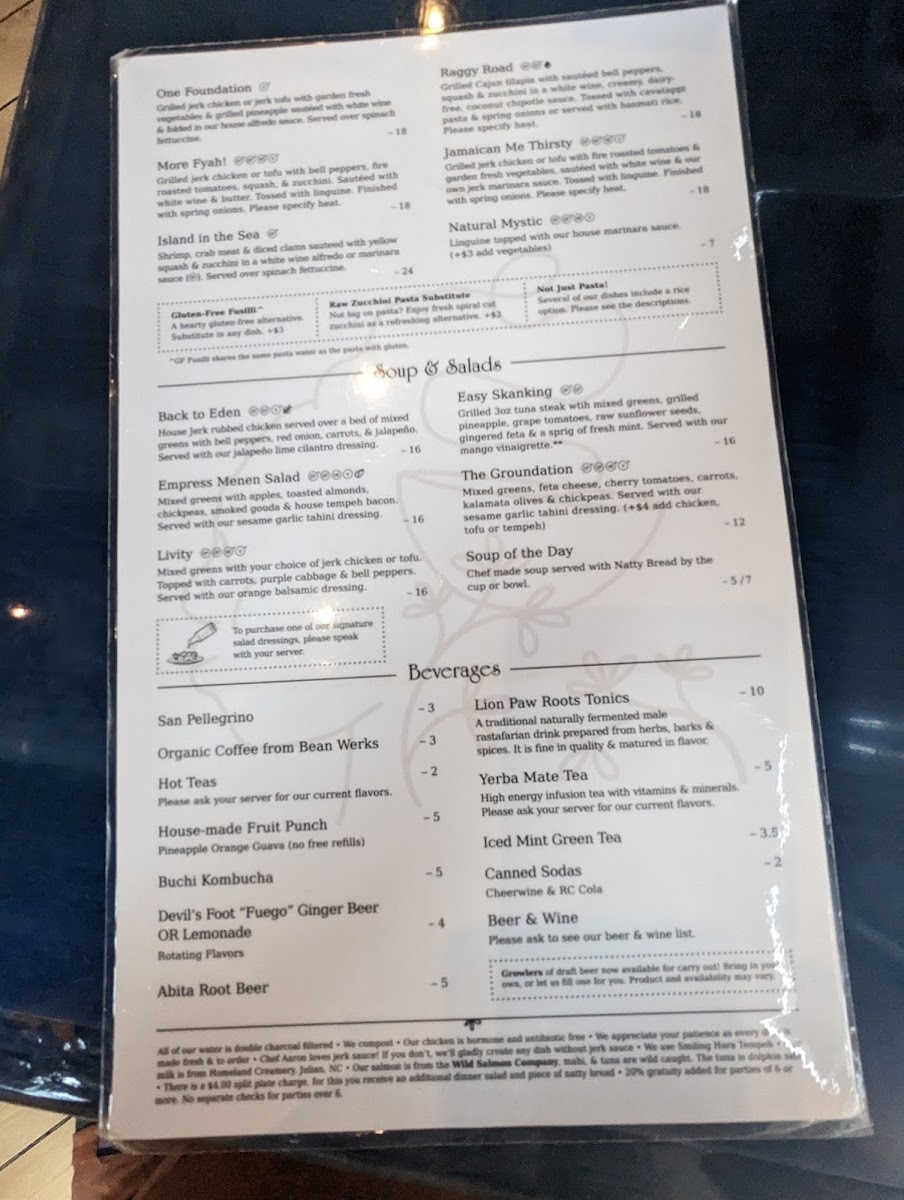 One Foundation
Grilled jerk chicken or jerk tofu with garden fresh
vegetables & grilled pineapple sautéed with white wine
& folded in our house alfredo sauce. Served over spinach
fettuccine.
~ 18
More Fyah!
Grilled jerk chicken or tofu with bell peppers, fire
roasted tomatoes, squash, & zucchini. Sautéed with
white wine & butter. Tossed with linguine. Finished
with spring onions. Please specify heat.
~ 18
Island in the Sea
Shrimp, crab meat & diced clams sauteed with yellow
squash & zucchini in a white wine alfredo or marinara
sauce. Served over spinach fettuccine.
~ 24
Raggy Road
Grilled Cajun tilapia with sautéed bell peppers,
squash & zucchini in a white wine, creamy, dairy-
free, coconut chipotle sauce. Tossed with cavatappi
pasta & spring onions or served with basmati rice.
Please specify heat.
~ 18
Jamaican Me Thirsty
Grilled jerk chicken or tofu with fire roasted tomatoes &
garden fresh vegetables, sautéed with white wine & our
own jerk marinara sauce. Tossed with linguine. Finished
with spring onions. Please specify heat.
~ 18
Natural Mystic
Linguine topped with our house marinara sauce.
(+$3 add vegetables)
~ 7
Gluten-Free Fusilli ^
A hearty gluten-free alternative.
Substitute in any dish. +$3
Raw Zucchini Pasta Substitute
Not big on pasta? Enjoy fresh spiral cut
zucchini as a refreshing alternative. +$3
Not Just Pasta!
Several of our dishes include a rice
option. Please see the descriptions.
^GF Fusilli shares the same pasta water as the pasta with gluten.
Soup & Salads
Back to Eden
House Jerk rubbed chicken served over a bed of mixed
greens with bell peppers, red onion, carrots, & jalapeño.
Served with our jalapeño lime cilantro dressing.
~ 16
Empress Menen Salad
Mixed greens with apples, toasted almonds,
chickpeas, smoked gouda & house tempeh bacon.
Served with our sesame garlic tahini dressing.
~ 16
Livity
Mixed greens with your choice of jerk chicken or tofu.
Topped with carrots, purple cabbage & bell peppers.
Served with our orange balsamic dressing.
~ 16
Easy Skanking
Grilled 3oz tuna steak wtih mixed greens, grilled
pineapple, grape tomatoes, raw sunflower seeds,
gingered feta & a sprig of fresh mint. Served with our
mango vinaigrette.**
~ 16
The Groundation
Mixed greens, feta cheese, cherry tomatoes, carrots,
kalamata olives & chickpeas. Served with our
sesame garlic tahini dressing. (+$4 add chicken,
tofu or tempeh)
~ 12
Soup of the Day
Chef made soup served with Natty Bread by the
cup or bowl.
~ 5 / 7
To purchase one of our signature
salad dressings, please speak
with your server.
Beverages
San Pellegrino ~ 3
Organic Coffee from Bean Werks ~ 3
Hot Teas ~ 2
Please ask your server for our current flavors.
House-made Fruit Punch ~ 5
Pineapple Orange Guava (no free refills)
Buchi Kombucha ~ 5
Devil's Foot "Fuego" Ginger Beer
OR Lemonade ~ 4
Rotating Flavors
Abita Root Beer ~ 5
Lion Paw Roots Tonics ~ 10
A traditional naturally fermented male
rastafarian drink prepared from herbs, barks &
spices. It is fine in quality & matured in flavor.
Yerba Mate Tea ~ 5
High energy infusion tea with vitamins & minerals.
Please ask your server for our current flavors.
Iced Mint Green Tea ~ 3.5
Canned Sodas ~ 2
Cheerwine & RC Cola
Beer & Wine
Please ask to see our beer & wine list.
Growlers of draft beer now available for carry out! Bring in your
own, or let us fill one for you. Product and availability may vary.
All of our water is double charcoal filtered • We compost • Our chicken is hormone and antibiotic free • We appreciate your patience as every dish is
made fresh & to order • Chef Aaron loves jerk sauce! If you don't, we'll gladly create any dish without jerk sauce • We use Smiling Hara Tempeh •
milk is from Homeland Creamery, Julian, NC • Our salmon is from the Wild Salmon Company, mahi, & tuna are wild caught. The tuna is dolphin safe
• There is a $4.00 split plate charge, for this you receive an additional dinner salad and piece of natty bread • 20% gratuity added for parties of 6 or
more. No separate checks for parties over 6.